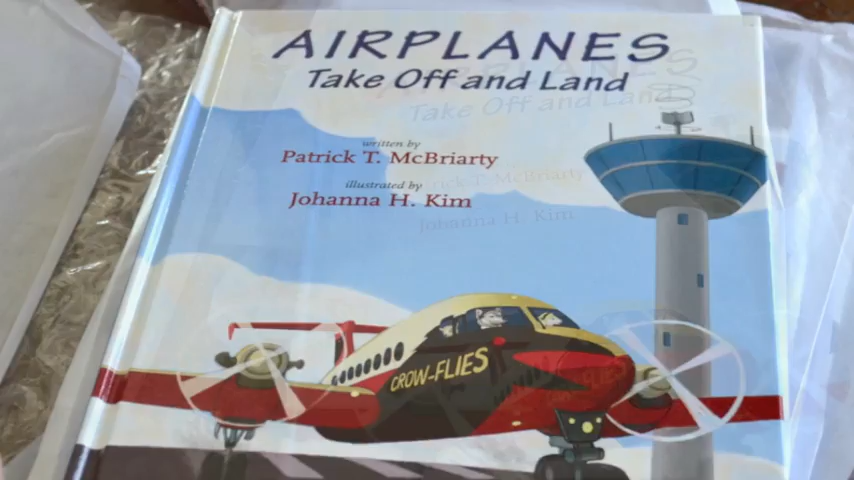 AIRPLANES
Take Off and Land
written by
Patrick T. McBriarty
illustrated by
Johanna H. Kim
CROW-FLIES